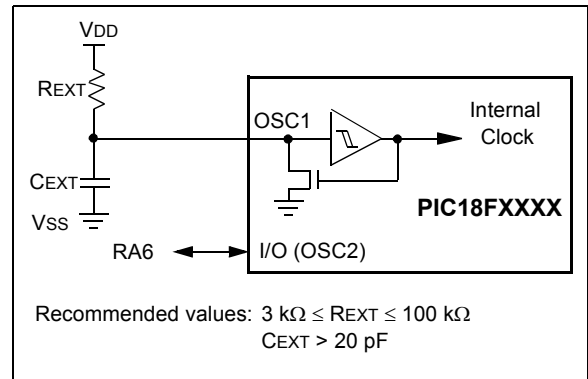 VDD
REXT
OSC1
Internal
Clock
CEXT
PIC18FXXXX
VSS
RA6
I/O (OSC2)
Recommended values: 3 kΩ ≤ REXT ≤ 100 kΩ
CEXT > 20 pF